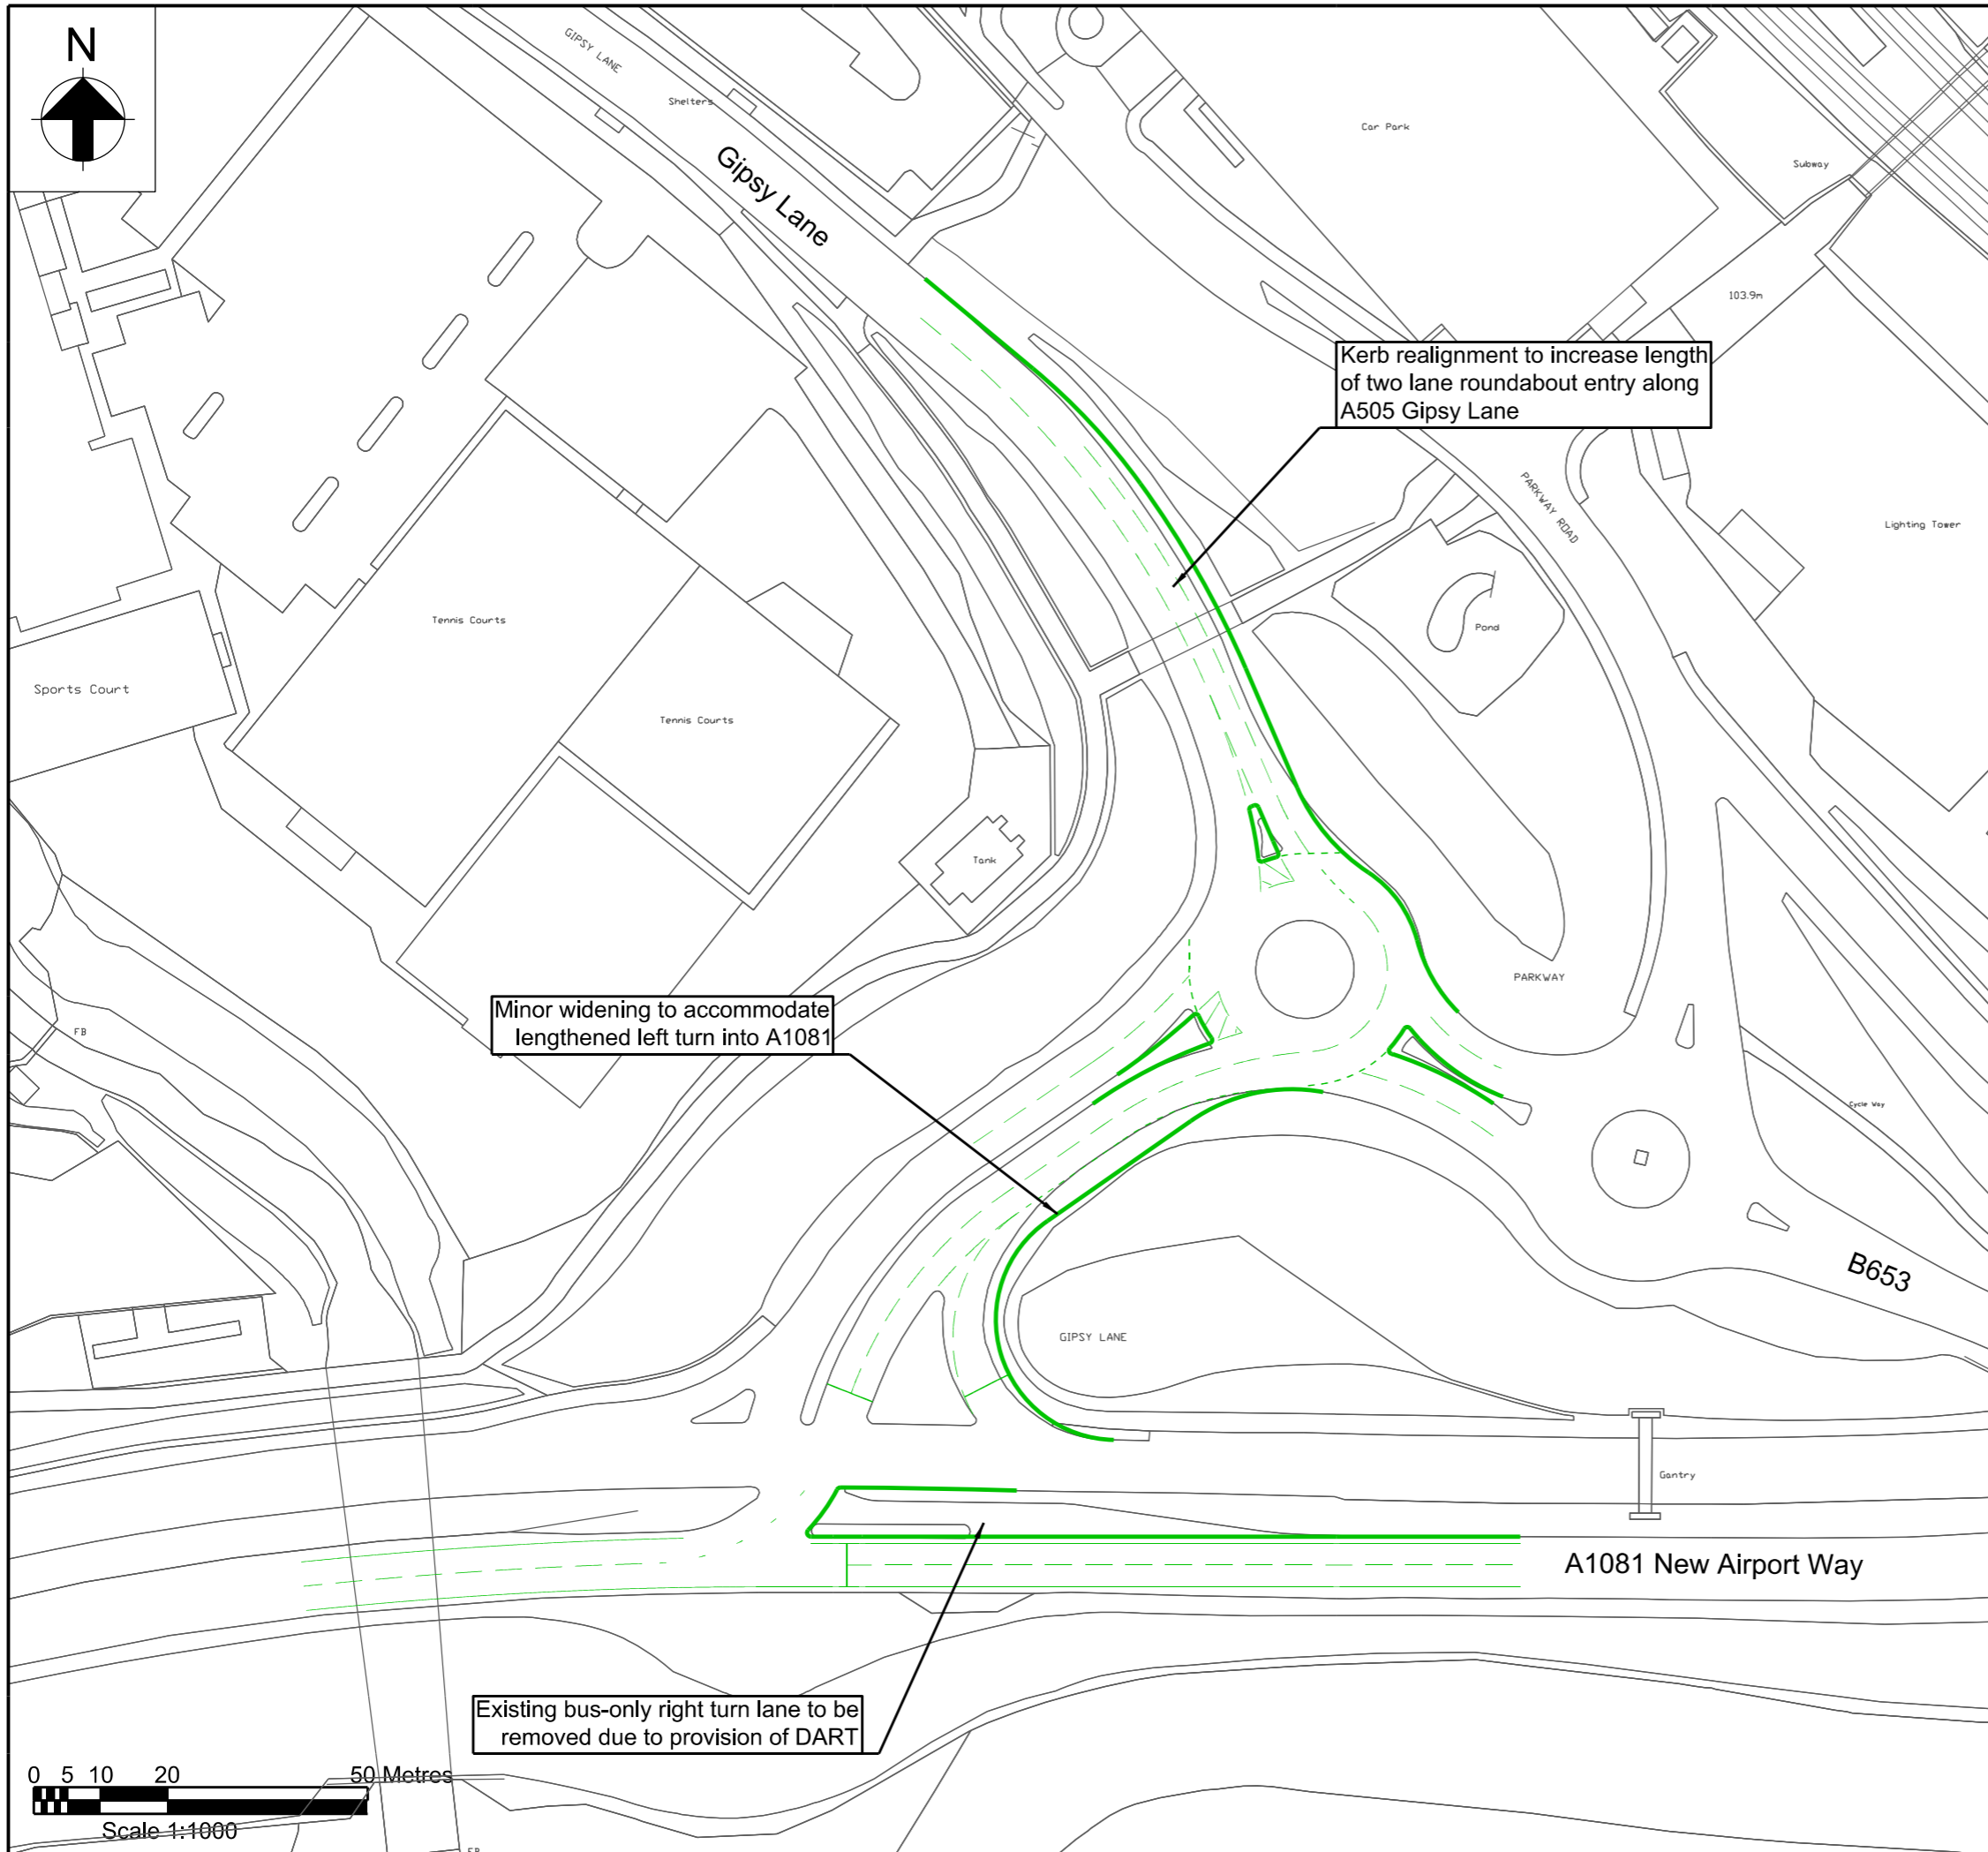 N
GIPSY LANE
Shelters
Gipsy Lane
Car Park
Subway
103.9m
Kerb realignment to increase length
of two lane roundabout entry along
A505 Gipsy Lane
PARKWAY ROAD
Lighting Tower
Tennis Courts
Pond
Sports Court
Tennis Courts
Tank
PARKWAY
Minor widening to accommodate
lengthened left turn into A1081
FB
Cycle Way
B653
GIPSY LANE
Gantry
A1081 New Airport Way
Existing bus-only right turn lane to be
removed due to provision of DART
0 5 10 20 50 Metres
Scale 1:1000
FB